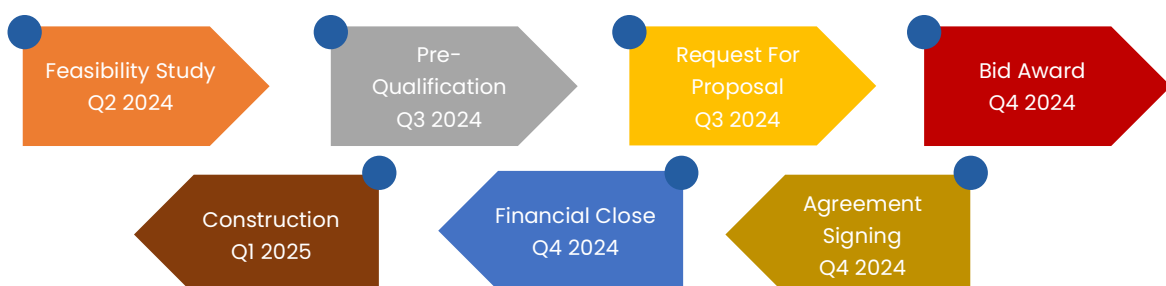 Feasibility Study
Q2 2024
Pre-
Qualification
Q3 2024
Request For
Proposal
Q3 2024
Bid Award
Q4 2024
Agreement
Signing
Q4 2024
Financial Close
Q4 2024
Construction
Q1 2025